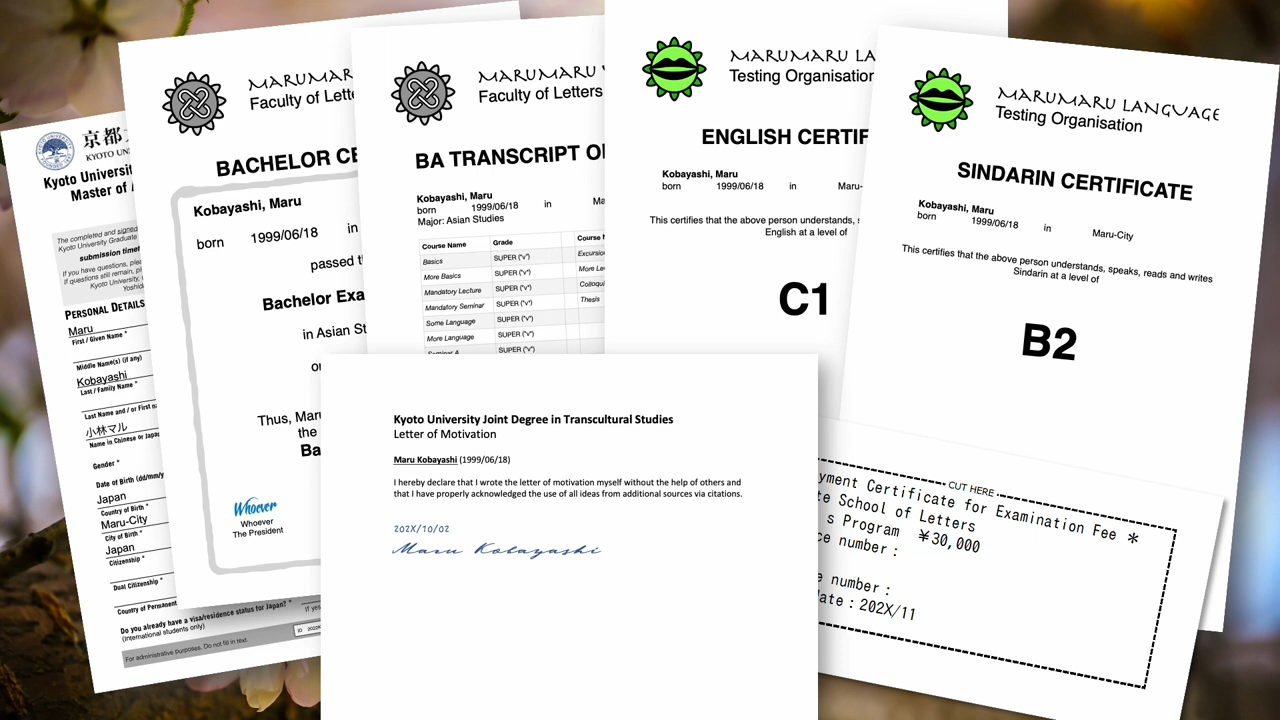 京都
KYOTO UN
Kyoto Universi
Master of A
The completed and signed
Kyoto University Graduate
submission timef
If you have questions, plea
If questions still remain, pl
Kyoto University,
Yoshid
PERSONAL DETAILS
Maru
First / Given Name *
Middle Name(s) (if any)
Kobayashi
Last / Family Name *
Last Name and / or First na
小林マル
Name in Chinese or Japan
Gender *
Date of Birth (dd/mm/y
Japan
Country of Birth *
Maru-City
City of Birth *
Japan
Citizenship *
Dual Citizenship *
Country of Permanent
Do you already have a visa/residence status for Japan? *
(International students only)
If yes
For administrative purposes. Do not fill in text.
ID
MARUMAR
Faculty of Lette
BACHELOR CE
Kobayashi, Maru
born 1999/06/18 in
passed th
Bachelor Exa
in Asian St
on
Thus, Maru
the
Ba
Whoever
Whoever
The President
MARUMARU
Faculty of Letters
BA TRANSCRIPT O
Kobayashi, Maru
born 1999/06/18 in Ma
Major: Asian Studies
Course Name Grade Course N
Basics SUPER ("v") Excursion
More Basics SUPER ("v") More Le
Mandatory Lecture SUPER ("v") Colloqui
Mandatory Seminar SUPER ("v") Thesis
Some Language SUPER ("v")
More Language SUPER ("v")
Seminar A SUPER ("v")
MARUMARU LA
Testing Organisation
ENGLISH CERTIF
Kobayashi, Maru
born 1999/06/18 in Maru-
This certifies that the above person understands, s
English at a level of
C1
MARUMARU LANGUAGE
Testing Organisation
SINDARIN CERTIFICATE
Kobayashi, Maru
born 1999/06/18 in Maru-City
This certifies that the above person understands, speaks, reads and writes
Sindarin at a level of
B2
Kyoto University Joint Degree in Transcultural Studies
Letter of Motivation
Maru Kobayashi (1999/06/18)
I hereby declare that I wrote the letter of motivation myself without the help of others and
that I have properly acknowledged the use of all ideas from additional sources via citations.
202X/10/02
Maru Kobayashi
CUT HERE
yment Certificate for Examination Fee *
te School of Letters
s Program ¥30,000
ce number :
e number :
date : 202X/11